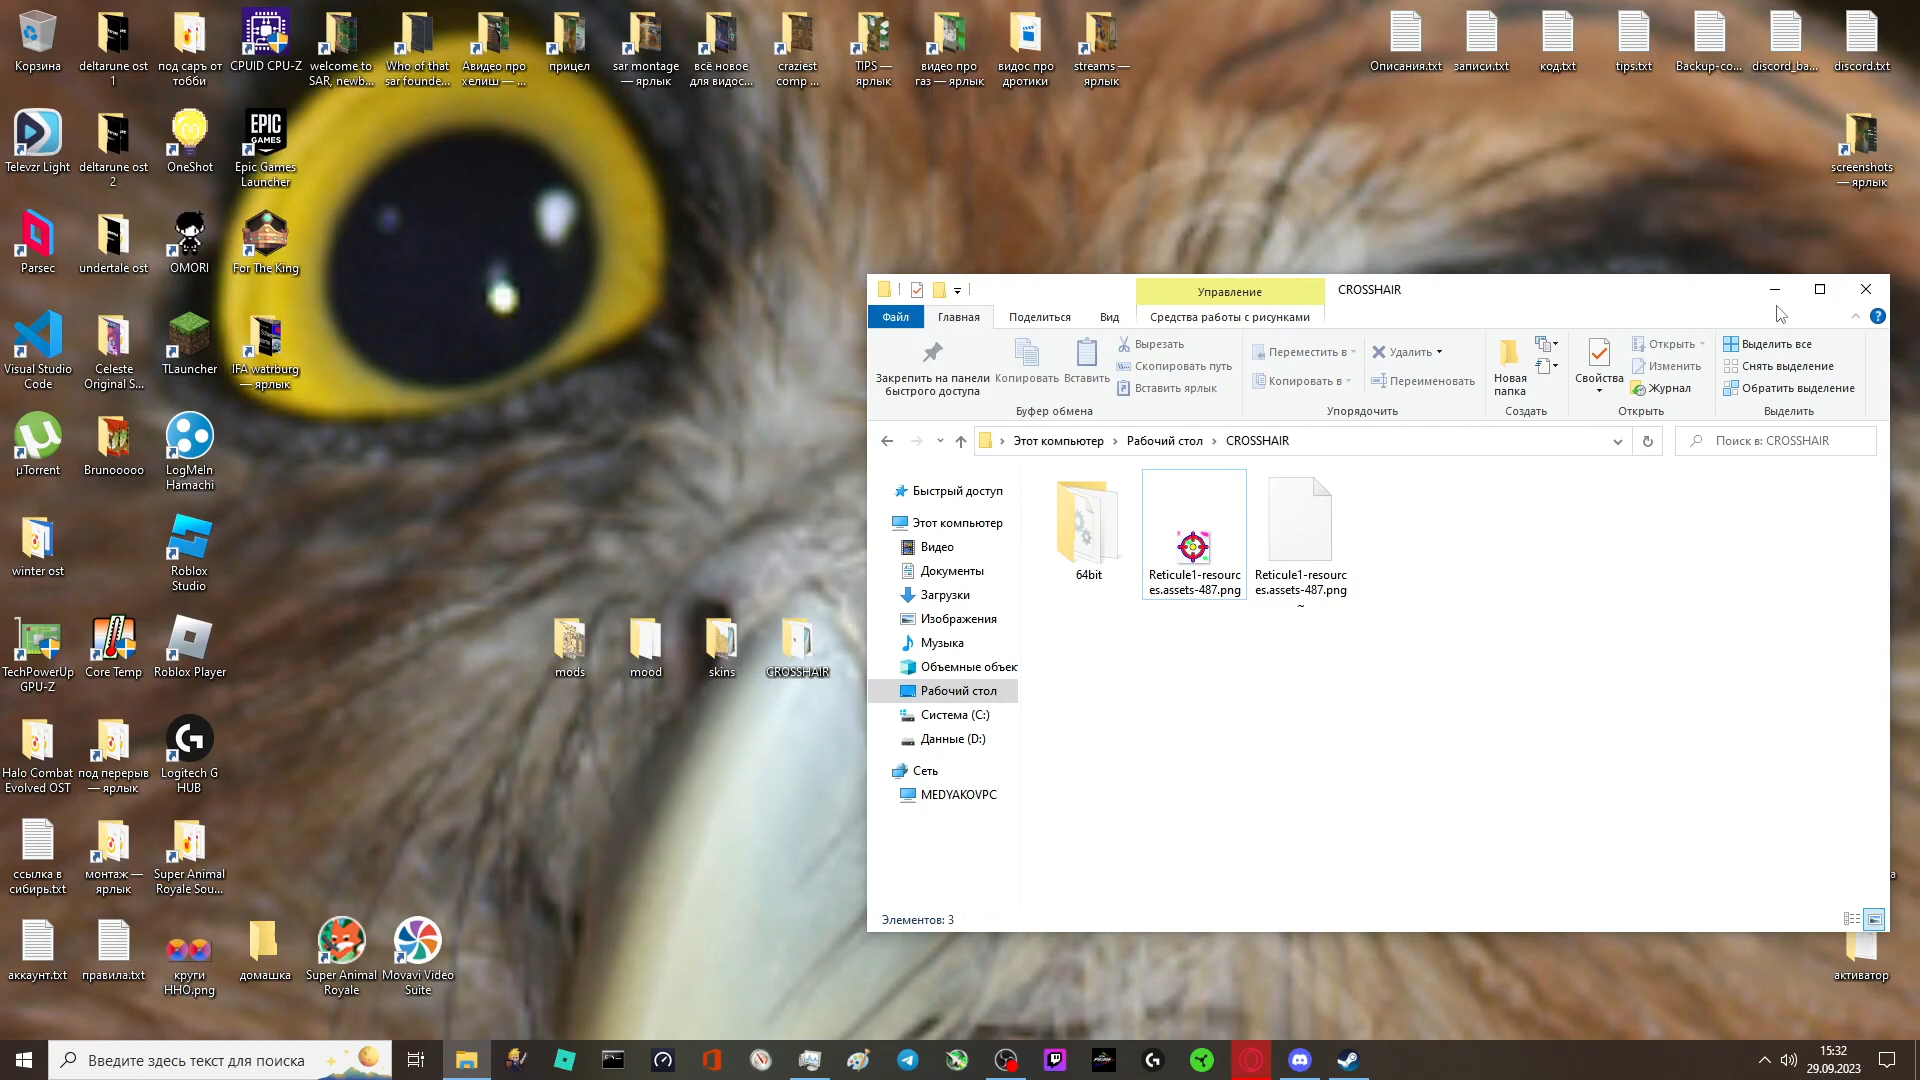 Корзина
deltarune ost
1
под саръ от
тобби
CPUID CPU-Z
welcome to
SAR, newb...
Who of that
sar founde...
Авидео про
хелиш — ...
прицел
sar montage
— ярлык
всё новое
для видос...
craziest
comp ...
TIPS —
ярлык
видео про
газ — ярлык
видос про
дротики
streams —
ярлык
Описания.txt
записи.txt
код.txt
tips.txt
Backup-co...
discord_ba...
discord.txt
Televzr Light
deltarune ost
2
OneShot
EPIC
GAMES
Epic Games
Launcher
screenshots
— ярлык
Parsec
undertale ost
OMORI
For The King
Visual Studio
Code
Celeste
Original S...
TLauncher
IFA watrburg
— ярлык
µTorrent
Brunooooo
LogMeIn
Hamachi
winter ost
Roblox
Studio
TechPowerUp
GPU-Z
Core Temp
Roblox Player
mods
mood
skins
CROSSHAIR
Halo Combat
Evolved OST
под перерыв
— ярлык
Logitech G
HUB
ссылка в
сибирь.txt
монтаж —
ярлык
Super Animal
Royale Sou...
аккаунт.txt
правила.txt
круги
ННО.png
домашка
Super Animal
Royale
Movavi Video
Suite
активатор
Управление
CROSSHAIR
Файл
Главная
Поделиться
Вид
Средства работы с рисунками
Закрепить на панели
быстрого доступа
Копировать
Вставить
Вырезать
Скопировать путь
Вставить ярлык
Буфер обмена
Переместить в
Копировать в
Удалить
Переименовать
Упорядочить
Новая
папка
Создать
Свойства
Открыть
Изменить
Журнал
Открыть
Выделить все
Снять выделение
Обратить выделение
Выделить
Этот компьютер
Рабочий стол
CROSSHAIR
Поиск в: CROSSHAIR
Быстрый доступ
Этот компьютер
Видео
Документы
Загрузки
Изображения
Музыка
Объемные объек
Рабочий стол
Система (C:)
Данные (D:)
Сеть
MEDYAKOVPC
64bit
Reticule1-resourc
es.assets-487.png
Reticule1-resourc
es.assets-487.png
~
Элементов: 3
Введите здесь текст для поиска
15:32
29.09.2023